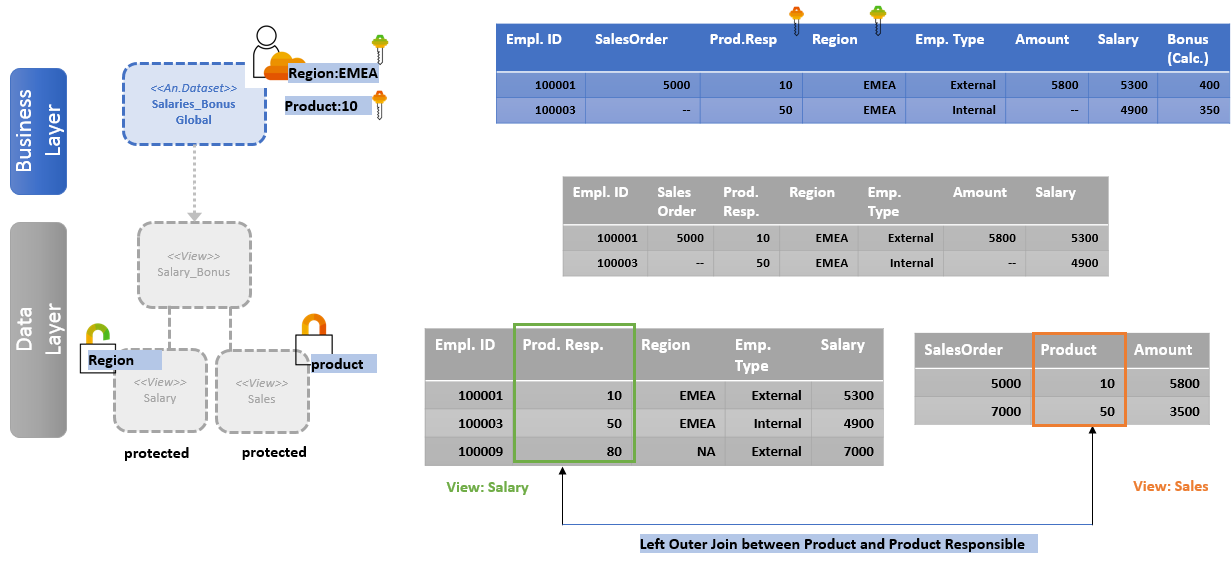 Business Layer
Data Layer
<<An.Dataset>>
Salaries_Bonus
Global
Region:EMEA
Product:10
<<View>>
Salary_Bonus
Region
product
<<View>>
Salary
<<View>>
Sales
protected
protected
Empl. ID SalesOrder Prod.Resp Region Emp. Type Amount Salary Bonus
(Calc.)
100001 5000 10 EMEA External 5800 5300 400
100003 -- 50 EMEA Internal -- 4900 350
Empl. ID Sales Prod. Region Emp. Amount Salary
Order Resp. Type
100001 5000 10 EMEA External 5800 5300
100003 -- 50 EMEA Internal -- 4900
Empl. ID Prod. Resp. Region Emp. Salary
Type
100001 10 EMEA External 5300
100003 50 EMEA Internal 4900
100009 80 NA External 7000
View: Salary
SalesOrder Product Amount
5000 10 5800
7000 50 3500
View: Sales
Left Outer Join between Product and Product Responsible